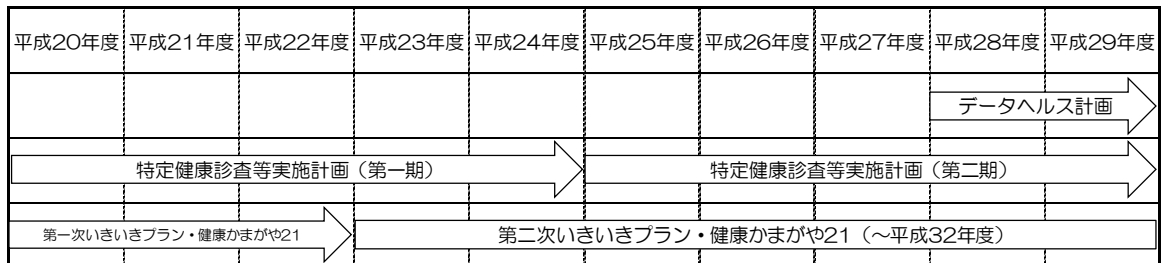 平成20年度 平成21年度 平成22年度 平成23年度 平成24年度 平成25年度 平成26年度 平成27年度 平成28年度 平成29年度
データヘルス計画
特定健康診査等実施計画（第一期） 特定健康診査等実施計画（第二期）
第一次いきいきプラン・健康かまがや21 第二次いきいきプラン・健康かまがや21（～平成32年度）